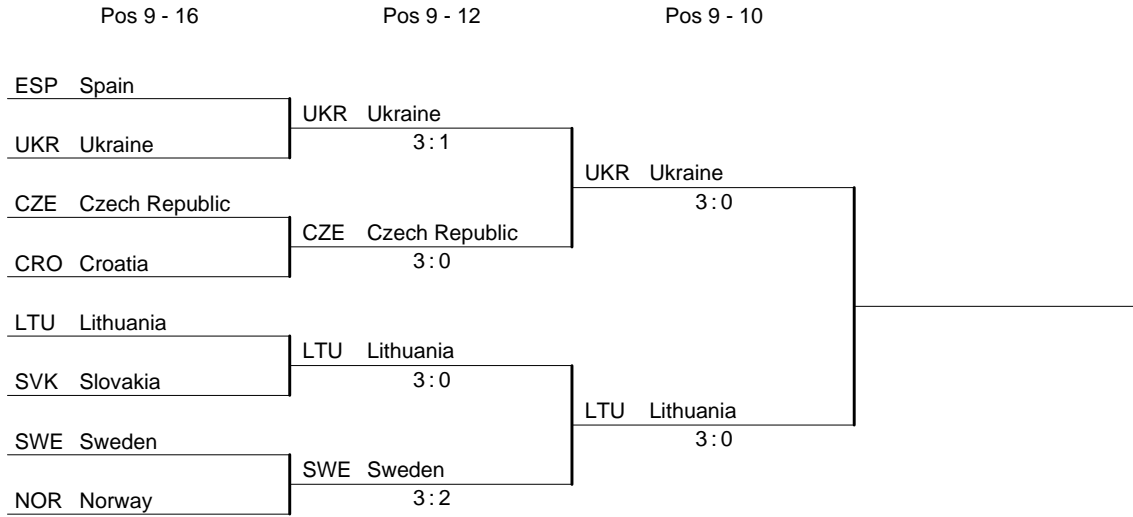 Pos 9 - 16 Pos 9 - 12 Pos 9 - 10
ESP Spain
UKR Ukraine
3 : 1
UKR Ukraine
UKR Ukraine
3 : 0
CZE Czech Republic
CZE Czech Republic
3 : 0
CRO Croatia
LTU Lithuania
LTU Lithuania
3 : 0
SVK Slovakia
LTU Lithuania
3 : 0
SWE Sweden
SWE Sweden
3 : 2
NOR Norway